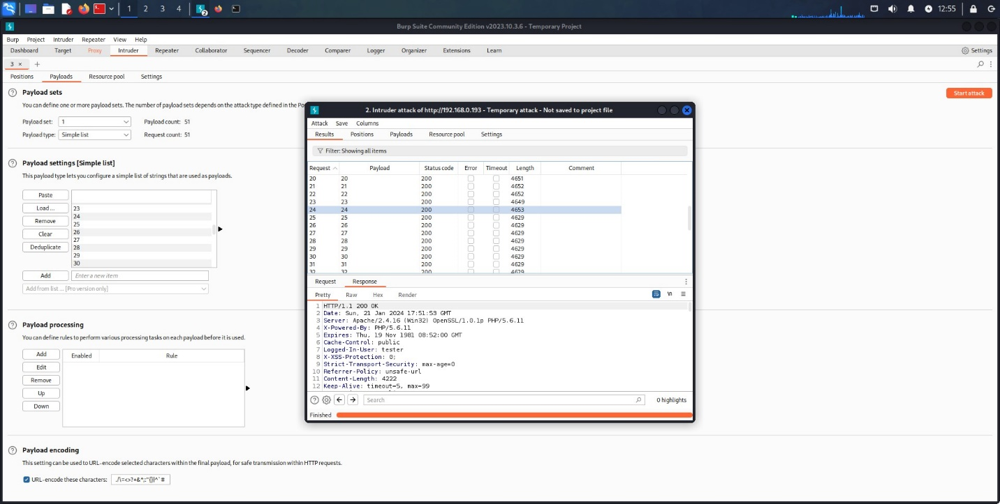 1 2 3 4 2 12:55
Burp Suite Community Edition v2023.10.3.6 - Temporary Project
Burp Project Intruder Repeater View Help
Dashboard Target Proxy Intruder Repeater Collaborator Sequencer Decoder Comparer Logger Organizer Extensions Learn Settings
3 × +
Positions Payloads Resource pool Settings
? Payload sets
Start attack
You can define one or more payload sets. The number of payload sets depends on the attack type defined in the Po
Payload set: 1 Payload count: 51
Payload type: Simple list Request count: 51
? Payload settings [Simple list]
This payload type lets you configure a simple list of strings that are used as payloads.
Paste
Load ...
Remove
Clear
Deduplicate
23
24
25
26
27
28
29
30
Add Enter a new item
Add from list ... [Pro version only]
? Payload processing
You can define rules to perform various processing tasks on each payload before it is used.
Add
Edit
Remove
Up
Down
Enabled Rule
? Payload encoding
This setting can be used to URL-encode selected characters within the final payload, for safe transmission within HTTP requests.
URL-encode these characters: ./\=<>?+&*;:"{}|^`#
2. Intruder attack of http://192.168.0.193 - Temporary attack - Not saved to project file
Attack Save Columns
Results Positions Payloads Resource pool Settings
Filter: Showing all items
Request Payload Status code Error Timeout Length Comment
20 20 200 4651
21 21 200 4652
22 22 200 4652
23 23 200 4649
24 24 200 4653
25 25 200 4629
26 26 200 4629
27 27 200 4629
28 28 200 4629
29 29 200 4629
30 30 200 4629
31 31 200 4629
32 32 200 4629
Request Response
Pretty Raw Hex Render \n
1 HTTP/1.1 200 OK
2 Date: Sun, 21 Jan 2024 17:51:53 GMT
3 Server: Apache/2.4.16 (Win32) OpenSSL/1.0.1p PHP/5.6.11
4 X-Powered-By: PHP/5.6.11
5 Expires: Thu, 19 Nov 1981 08:52:00 GMT
6 Cache-Control: public
7 Logged-In-User: tester
8 X-XSS-Protection: 0;
9 Strict-Transport-Security: max-age=0
10 Referrer-Policy: unsafe-url
11 Content-Length: 4222
12 Keep-Alive: timeout=5, max=99
? Search 0 highlights
Finished